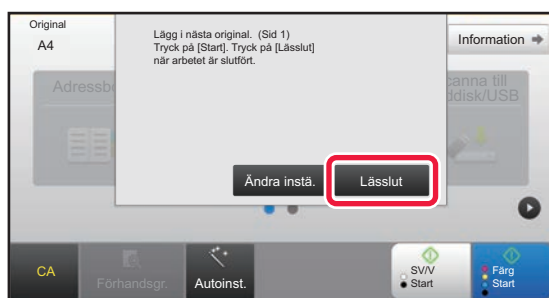 Original
A4
Lägg i nästa original. (Sid 1)
Tryck på [Start]. Tryck på [Lässlut]
när arbetet är slutfört.
Information
Adressbo
canna till
ddisk/USB
Ändra instä.
Lässlut
CA
Förhandsgr.
Autoinst.
SV/V
Start
Färg
Start